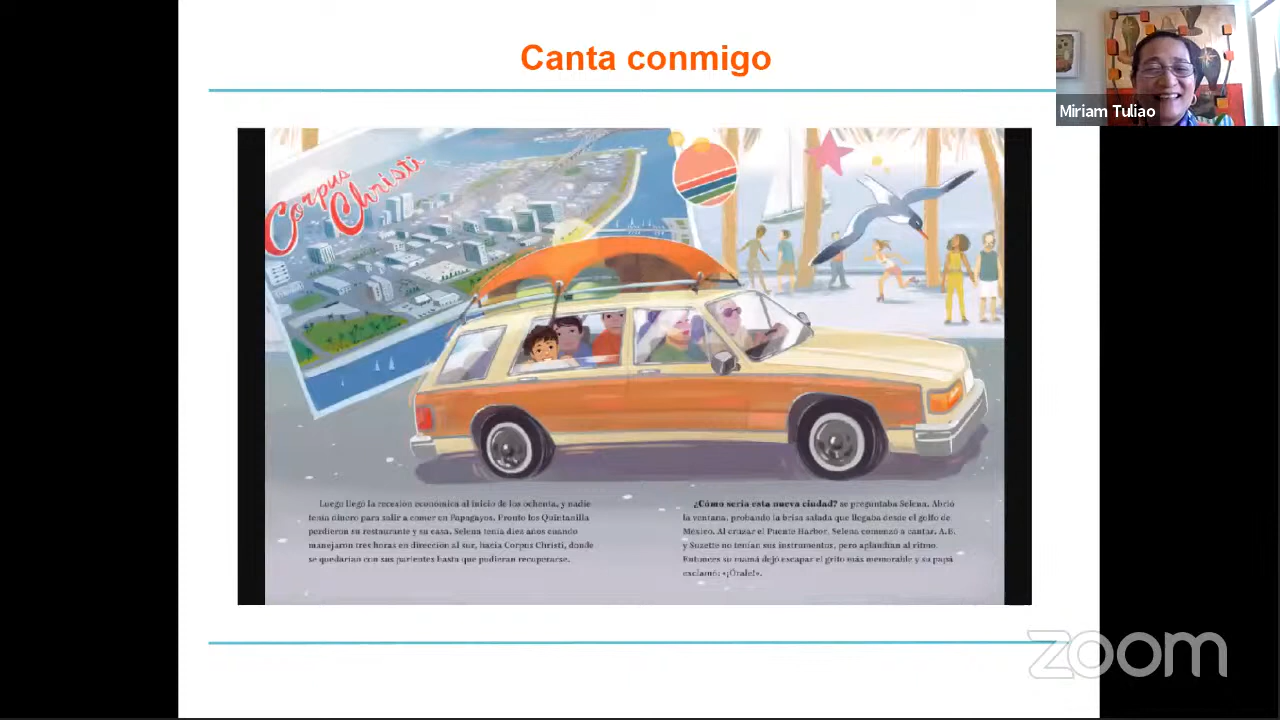 Canta conmigo
Miriam Tuliao
Corpus Christi
Luego llegó la recesión económica al inicio de los ochenta, y nadie
tenía dinero para salir a comer en Papagayos. Pronto los Quintanilla
perdieron su restaurante y su casa. Selena tenía diez años cuando
manejaron tres horas en dirección al sur, hacia Corpus Christi, donde
se quedarían con sus parientes hasta que pudieran recuperarse.
¿Cómo sería esta nueva ciudad? se preguntaba Selena. Abrió
la ventana, probando la brisa salada que llegaba desde el golfo de
México. Al cruzar el Puente Harbor, Selena comenzó a cantar. A.B.
y Suzette no tenían sus instrumentos, pero aplaudían al ritmo.
Entonces su mamá dejó escapar el grito más memorable y su papá
exclamó: «¡Órale!».
zoom